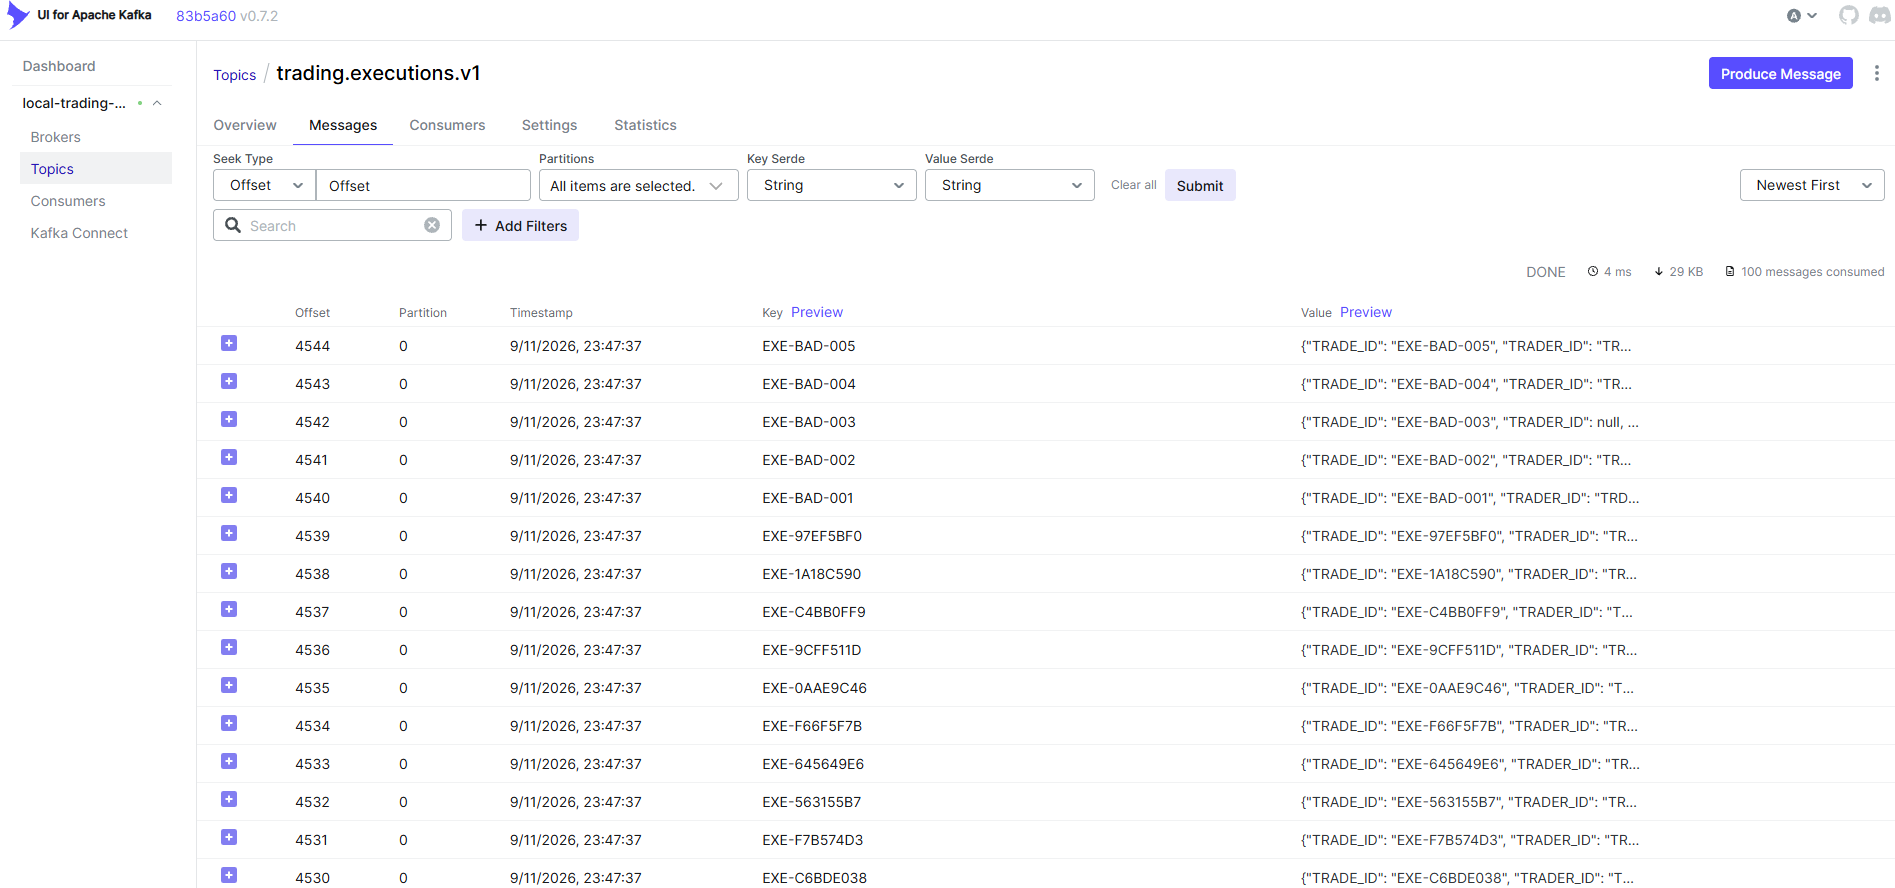 UI for Apache Kafka 83b5a60 v0.7.2 A
Dashboard
local-trading-...
Brokers
Topics
Consumers
Kafka Connect
Topics / trading.executions.v1 Produce Message
Overview Messages Consumers Settings Statistics
Seek Type Partitions Key Serde Value Serde
Offset Offset All items are selected. String String Clear all Submit Newest First
Search Add Filters
DONE 4 ms 29 KB 100 messages consumed
Offset Partition Timestamp Key Preview Value Preview
4544 0 9/11/2026, 23:47:37 EXE-BAD-005 {"TRADE_ID": "EXE-BAD-005", "TRADER_ID": "TR...
4543 0 9/11/2026, 23:47:37 EXE-BAD-004 {"TRADE_ID": "EXE-BAD-004", "TRADER_ID": "TR...
4542 0 9/11/2026, 23:47:37 EXE-BAD-003 {"TRADE_ID": "EXE-BAD-003", "TRADER_ID": null, ...
4541 0 9/11/2026, 23:47:37 EXE-BAD-002 {"TRADE_ID": "EXE-BAD-002", "TRADER_ID": "TR...
4540 0 9/11/2026, 23:47:37 EXE-BAD-001 {"TRADE_ID": "EXE-BAD-001", "TRADER_ID": "TRD...
4539 0 9/11/2026, 23:47:37 EXE-97EF5BF0 {"TRADE_ID": "EXE-97EF5BF0", "TRADER_ID": "TR...
4538 0 9/11/2026, 23:47:37 EXE-1A18C590 {"TRADE_ID": "EXE-1A18C590", "TRADER_ID": "TR...
4537 0 9/11/2026, 23:47:37 EXE-C4BB0FF9 {"TRADE_ID": "EXE-C4BB0FF9", "TRADER_ID": "T...
4536 0 9/11/2026, 23:47:37 EXE-9CFF511D {"TRADE_ID": "EXE-9CFF511D", "TRADER_ID": "TR...
4535 0 9/11/2026, 23:47:37 EXE-0AAE9C46 {"TRADE_ID": "EXE-0AAE9C46", "TRADER_ID": "T...
4534 0 9/11/2026, 23:47:37 EXE-F66F5F7B {"TRADE_ID": "EXE-F66F5F7B", "TRADER_ID": "TR...
4533 0 9/11/2026, 23:47:37 EXE-645649E6 {"TRADE_ID": "EXE-645649E6", "TRADER_ID": "TR...
4532 0 9/11/2026, 23:47:37 EXE-563155B7 {"TRADE_ID": "EXE-563155B7", "TRADER_ID": "TR...
4531 0 9/11/2026, 23:47:37 EXE-F7B574D3 {"TRADE_ID": "EXE-F7B574D3", "TRADER_ID": "TR...
4530 0 9/11/2026, 23:47:37 EXE-C6BDE038 {"TRADE_ID": "EXE-C6BDE038", "TRADER_ID": "T...